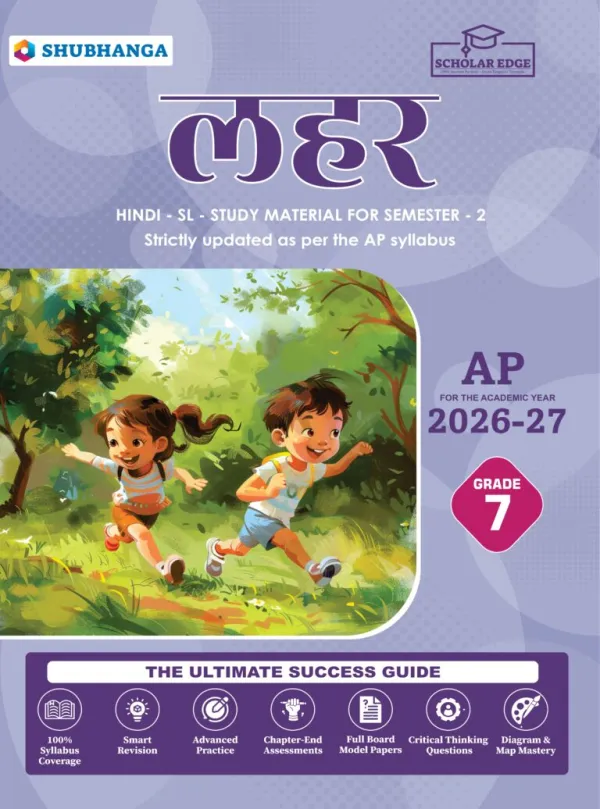 SHUBHANGA
SCHOLAR EDGE
लहर
HINDI - SL - STUDY MATERIAL FOR SEMESTER - 2
Strictly updated as per the AP syllabus
AP
FOR THE ACADEMIC YEAR
2026-27
GRADE
7
THE ULTIMATE SUCCESS GUIDE
100%
Syllabus
Coverage
Smart
Revision
Advanced
Practice
Chapter-End
Assessments
Full Board
Model Papers
Critical Thinking
Questions
Diagram &
Map Mastery